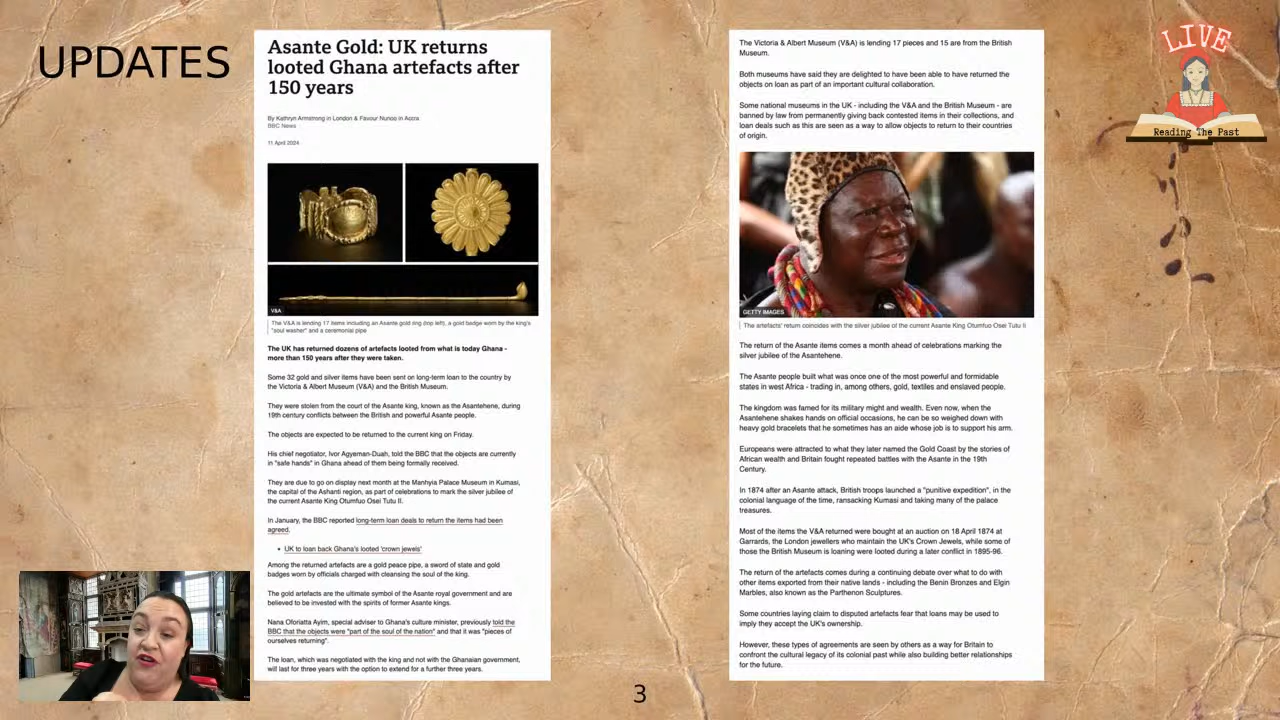 UPDATES
Asante Gold: UK returns
looted Ghana artefacts after
150 years
By Kathryn Armstrong in London & Favour Nunoo in Accra
BBC News
11 April 2024
V&A
The V&A is lending 17 items including an Asante gold ring (top left), a gold badge worn by the king's
"soul washer" and a ceremonial pipe
The UK has returned dozens of artefacts looted from what is today Ghana -
more than 150 years after they were taken.
Some 32 gold and silver items have been sent on long-term loan to the country by
the Victoria & Albert Museum (V&A) and the British Museum.
They were stolen from the court of the Asante king, known as the Asantehene, during
19th century conflicts between the British and powerful Asante people.
The objects are expected to be returned to the current king on Friday.
His chief negotiator, Ivor Agyeman-Duah, told the BBC that the objects are currently
in "safe hands" in Ghana ahead of them being formally received.
They are due to go on display next month at the Manhyia Palace Museum in Kumasi,
the capital of the Ashanti region, as part of celebrations to mark the silver jubilee of
the current Asante King Otumfuo Osei Tutu II.
In January, the BBC reported long-term loan deals to return the items had been
agreed.
• UK to loan back Ghana's looted 'crown jewels'
Among the returned artefacts are a gold peace pipe, a sword of state and gold
badges worn by officials charged with cleansing the soul of the king.
The gold artefacts are the ultimate symbol of the Asante royal government and are
believed to be invested with the spirits of former Asante kings.
Nana Oforiatta Ayim, special adviser to Ghana's culture minister, previously told the
BBC that the objects were "part of the soul of the nation" and that it was "pieces of
ourselves returning".
The loan, which was negotiated with the king and not with the Ghanaian government,
will last for three years with the option to extend for a further three years.
The Victoria & Albert Museum (V&A) is lending 17 pieces and 15 are from the British
Museum.
Both museums have said they are delighted to have been able to have returned the
objects on loan as part of an important cultural collaboration.
Some national museums in the UK - including the V&A and the British Museum - are
banned by law from permanently giving back contested items in their collections, and
loan deals such as this are seen as a way to allow objects to return to their countries
of origin.
GETTY IMAGES
The artefacts' return coincides with the silver jubilee of the current Asante King Otumfuo Osei Tutu Ii
The return of the Asante items comes a month ahead of celebrations marking the
silver jubilee of the Asantehene.
The Asante people built what was once one of the most powerful and formidable
states in west Africa - trading in, among others, gold, textiles and enslaved people.
The kingdom was famed for its military might and wealth. Even now, when the
Asantehene shakes hands on official occasions, he can be so weighed down with
heavy gold bracelets that he sometimes has an aide whose job is to support his arm.
Europeans were attracted to what they later named the Gold Coast by the stories of
African wealth and Britain fought repeated battles with the Asante in the 19th
Century.
In 1874 after an Asante attack, British troops launched a "punitive expedition", in the
colonial language of the time, ransacking Kumasi and taking many of the palace
treasures.
Most of the items the V&A returned were bought at an auction on 18 April 1874 at
Garrards, the London jewellers who maintain the UK's Crown Jewels, while some of
those the British Museum is loaning were looted during a later conflict in 1895-96.
The return of the artefacts comes during a continuing debate over what to do with
other items exported from their native lands - including the Benin Bronzes and Elgin
Marbles, also known as the Parthenon Sculptures.
Some countries laying claim to disputed artefacts fear that loans may be used to
imply they accept the UK's ownership.
However, these types of agreements are seen by others as a way for Britain to
confront the cultural legacy of its colonial past while also building better relationships
for the future.
LIVE
Reading The Past
3